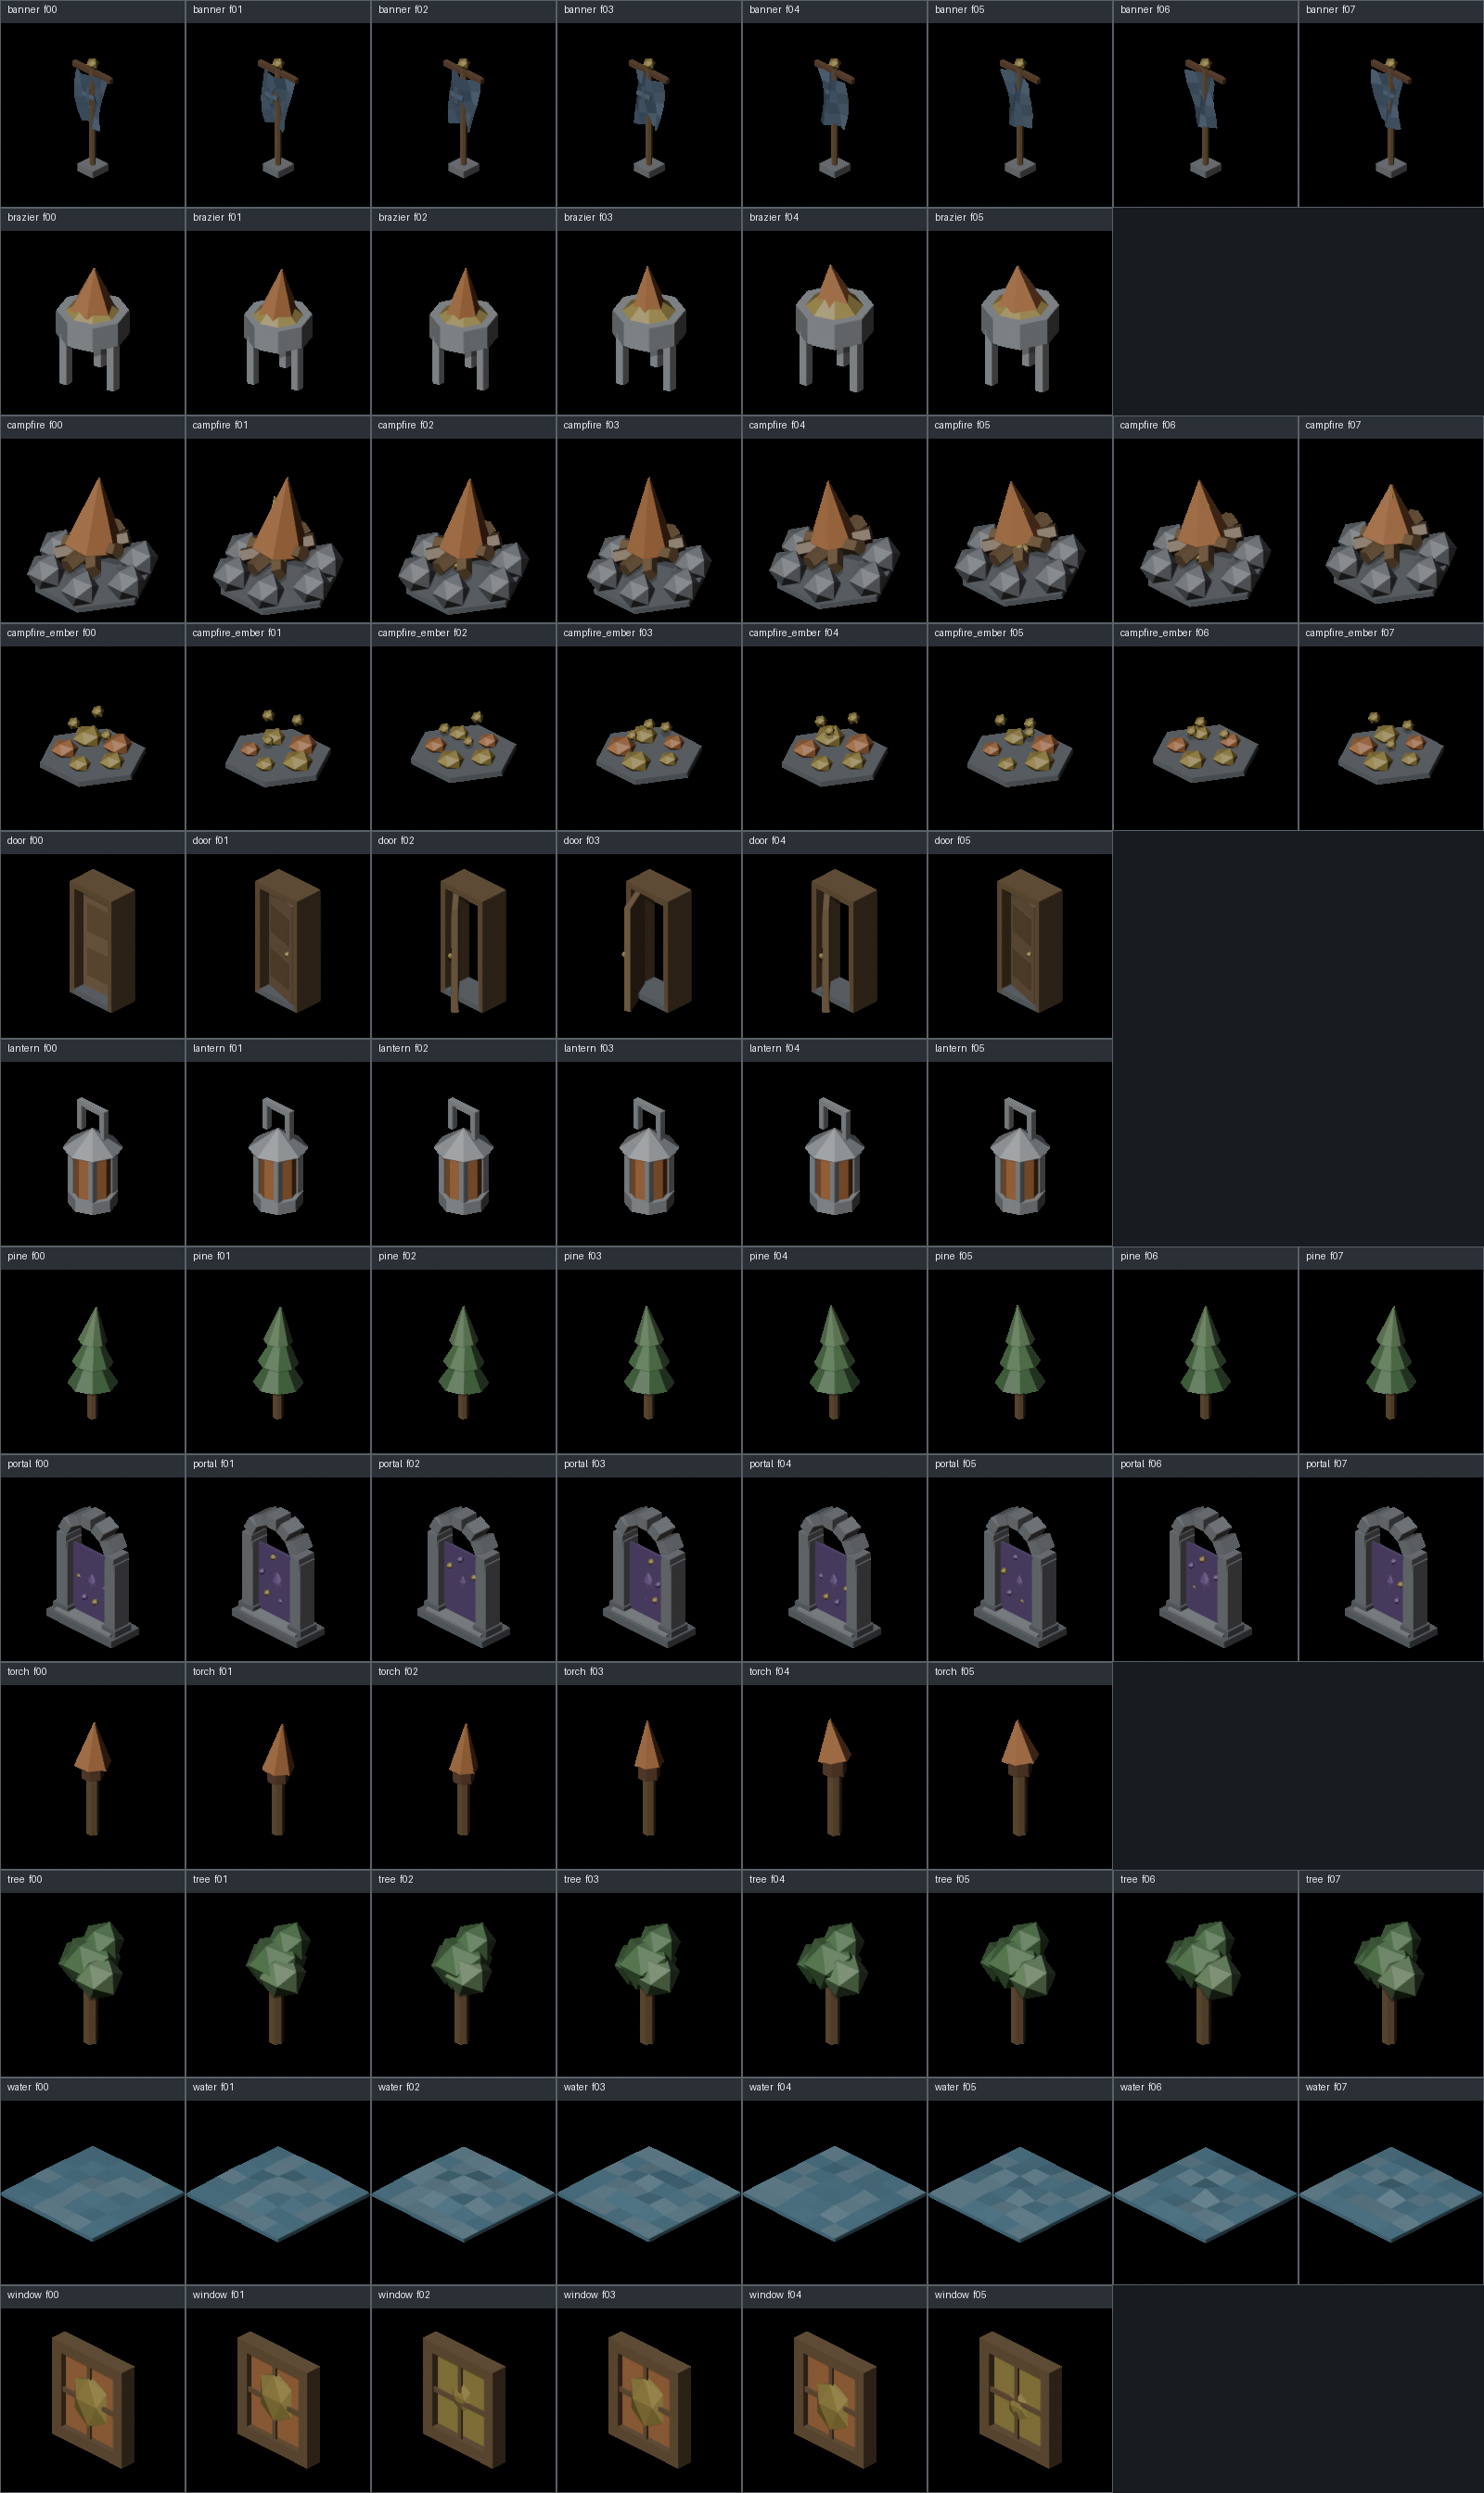 banner f00
banner f01
banner f02
banner f03
banner f04
banner f05
banner f06
banner f07
brazier f00
brazier f01
brazier f02
brazier f03
brazier f04
brazier f05
campfire f00
campfire f01
campfire f02
campfire f03
campfire f04
campfire f05
campfire f06
campfire f07
campfire_ember f00
campfire_ember f01
campfire_ember f02
campfire_ember f03
campfire_ember f04
campfire_ember f05
campfire_ember f06
campfire_ember f07
door f00
door f01
door f02
door f03
door f04
door f05
lantern f00
lantern f01
lantern f02
lantern f03
lantern f04
lantern f05
pine f00
pine f01
pine f02
pine f03
pine f04
pine f05
pine f06
pine f07
portal f00
portal f01
portal f02
portal f03
portal f04
portal f05
portal f06
portal f07
torch f00
torch f01
torch f02
torch f03
torch f04
torch f05
tree f00
tree f01
tree f02
tree f03
tree f04
tree f05
tree f06
tree f07
water f00
water f01
water f02
water f03
water f04
water f05
water f06
water f07
window f00
window f01
window f02
window f03
window f04
window f05